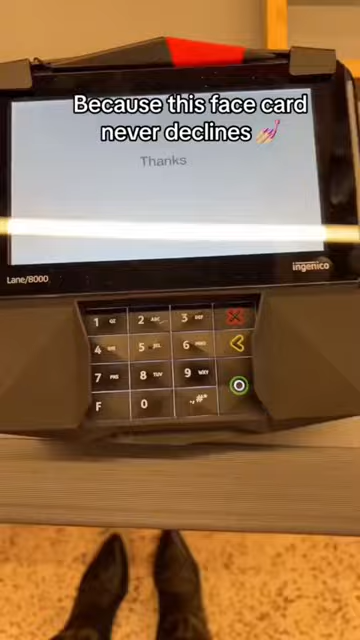 Because this face card
never declines 💅
Thanks
Lane/8000
ingenico
1 QZ 2 ABC 3 DEF
4 GHI 5 JKL 6 MNO
7 PRS 8 TUV 9 WXY
F 0 .,#*